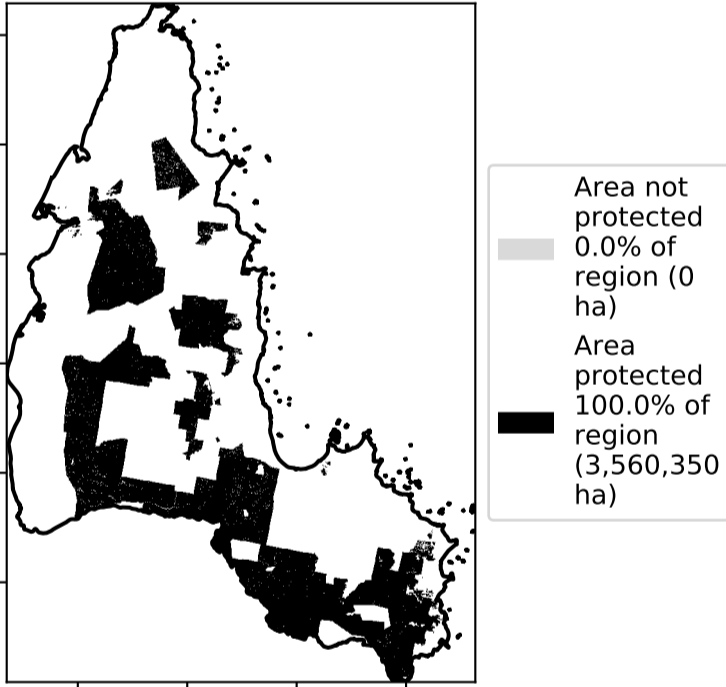 Area not
protected
0.0% of
region (0
ha)
Area
protected
100.0% of
region
(3,560,350
ha)